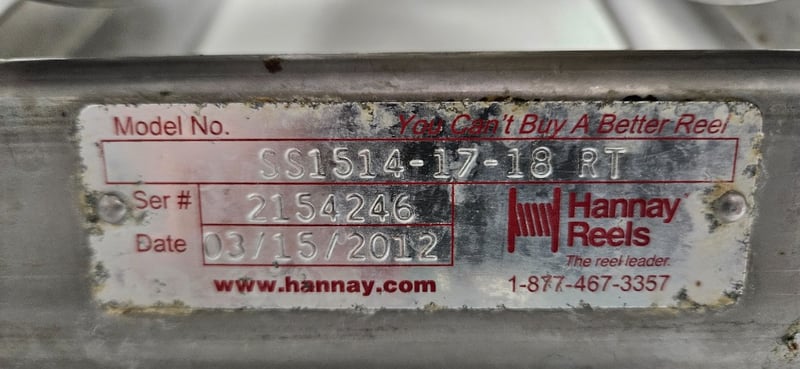 Model No. You Can't Buy A Better Reel
SS1514-17-18 RT
Ser # 2154246
Date 03/15/2012
Hannay
Reels
The reel leader.
www.hannay.com 1-877-467-3357